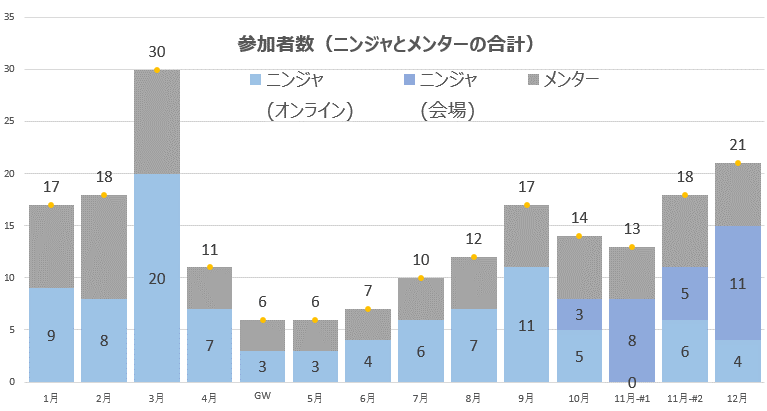 参加者数（ニンジャとメンターの合計）
ニンジャ
(オンライン)
ニンジャ
(会場)
メンター
35
30
25
20
15
10
5
0
17
18
30
11
6
6
7
10
12
17
14
13
18
21
9
8
20
7
3
3
4
6
7
11
5
3
8
0
6
5
4
11
1月
2月
3月
4月
GW
5月
6月
7月
8月
9月
10月
11月-#1
11月-#2
12月